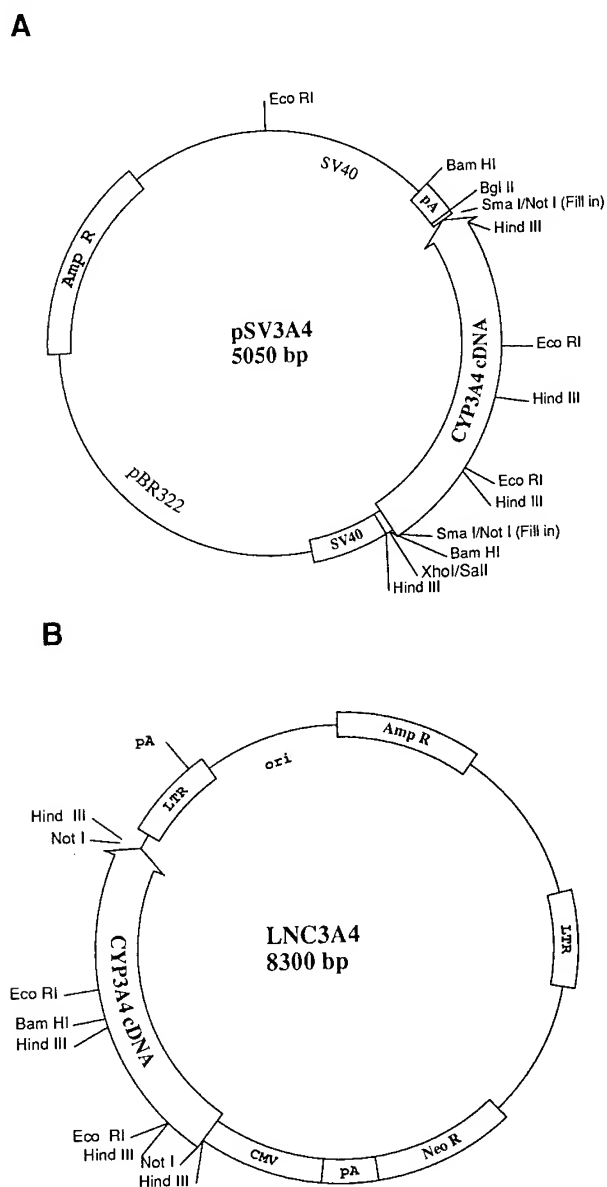 A
Eco RI
SV40
Bam HI
Bgl II
pA
Sma I/Not I (Fill in)
Hind III
Amp R
pSV3A4
5050 bp
Eco RI
CYP3A4 cDNA
Hind III
pBR322
Eco RI
Hind III
SV40
Sma I/Not I (Fill in)
Bam HI
XhoI/SalI
Hind III
B
pA
LTR
ori
Amp R
Hind III
Not I
LNC3A4
8300 bp
LTR
CYP3A4 cDNA
Eco RI
Bam HI
Hind III
Eco RI
Hind III
Not I
Hind III
CMV
pA
Neo R